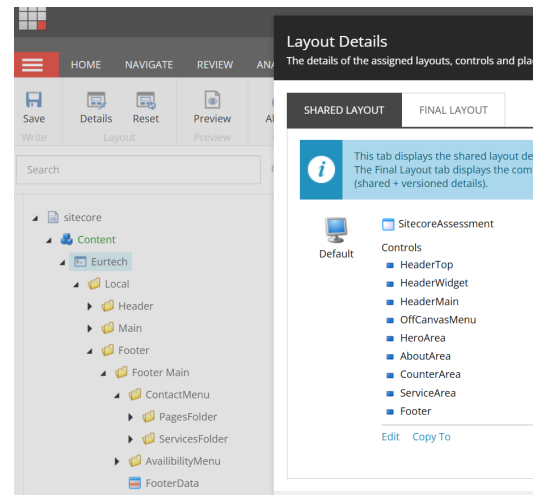 HOME NAVIGATE REVIEW
Save Details Reset Preview
Write Layout Preview
Search
sitecore
Content
Eurtech
Local
Header
Main
Footer
Footer Main
ContactMenu
PagesFolder
ServicesFolder
AvailibilityMenu
FooterData
Layout Details
The details of the assigned layouts, controls and
SHARED LAYOUT FINAL LAYOUT
This tab displays the shared layout
The Final Layout tab displays the
(shared + versioned details).
Default
SitecoreAssessment
Controls
HeaderTop
HeaderWidget
HeaderMain
OffCanvasMenu
HeroArea
AboutArea
CounterArea
ServiceArea
Footer
Edit Copy To